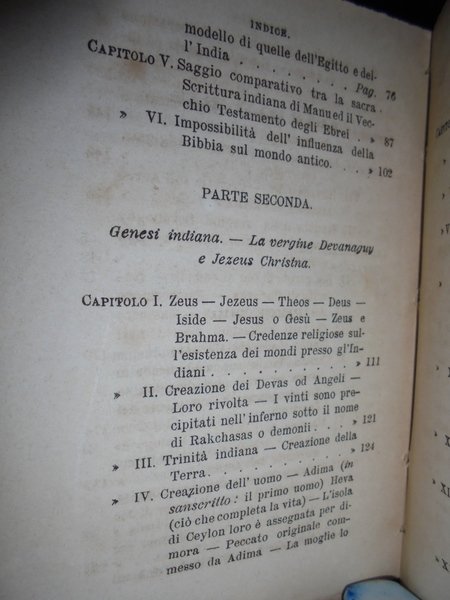 INDICE.
modello di quelle dell'Egitto e del-
l'India . . . . . . . . Pag. 76
CAPITOLO V. Saggio comparativo tra la sacra
Scrittura indiana di Manu ed il Vec-
chio Testamento degli Ebrei . » 87
» VI. Impossibilità dell' influenza della
Bibbia sul mondo antico. . . » 102
PARTE SECONDA.
Genesi indiana. — La vergine Devanaguy
e Jezeus Christna.
CAPITOLO I. Zeus — Jezeus — Theos — Deus —
Iside — Jesus o Gesù — Zeus e
Brahma. — Credenze religiose sul-
l'esistenza dei mondi presso gl'In-
diani . . . . . . . . . » 111
» II. Creazione dei Devas od Angeli —
Loro rivolta — I vinti sono pre-
cipitati nell'inferno sotto il nome
di Rakchasas o demonii . . . » 121
» III. Trinità indiana — Creazione della
Terra. . . . . . . . . » 124
» IV. Creazione dell' uomo — Adima (in
sanscritto: il primo uomo) Heva
(ciò che completa la vita) — L'isola
di Ceylon loro è assegnata per di-
mora — Peccato originale com-
messo da Adima — La moglie lo